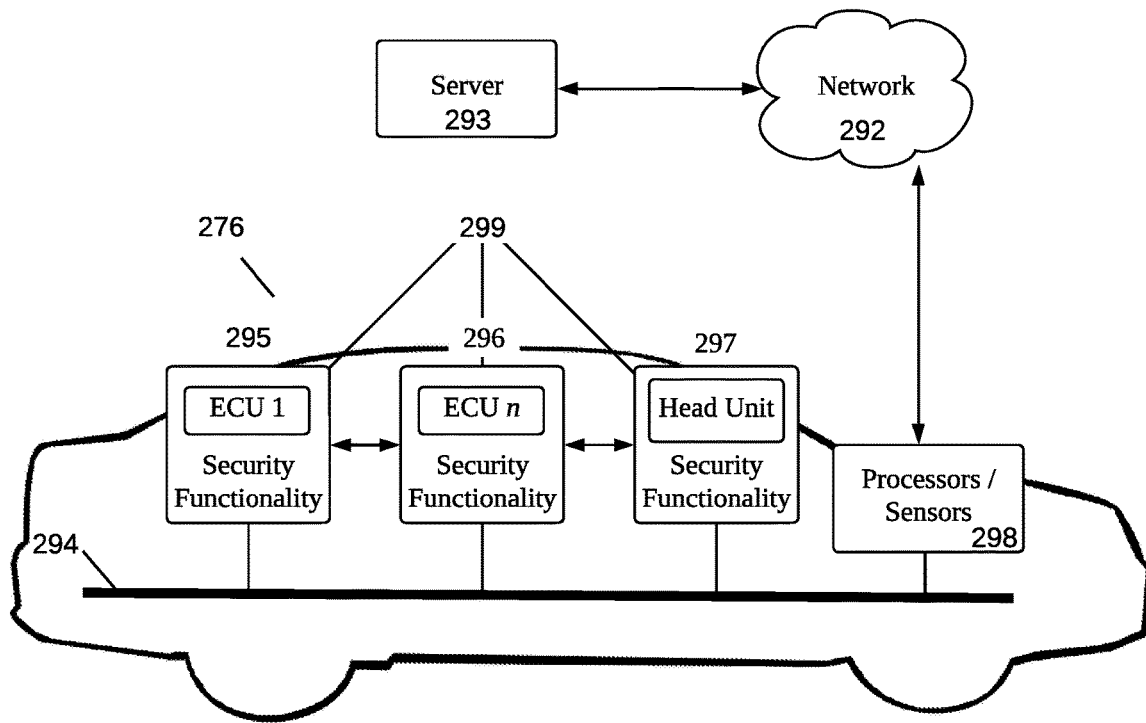 Server
293
Network
292
276
299
295
296
297
ECU 1
Security
Functionality
ECU n
Security
Functionality
Head Unit
Security
Functionality
Processors /
Sensors
298
294